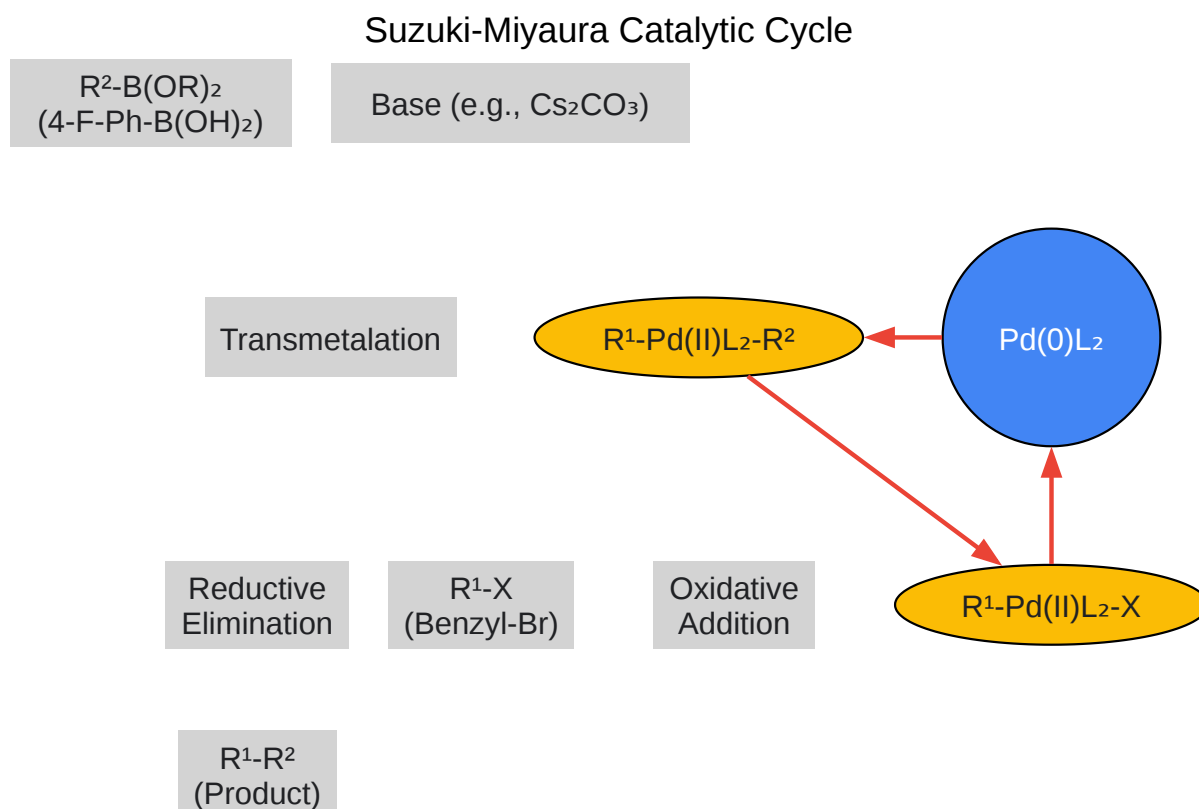 Suzuki-Miyaura Catalytic Cycle
R²-B(OR)₂
(4-F-Ph-B(OH)₂)
Base (e.g., Cs₂CO₃)
Transmetalation
R¹-Pd(II)L₂-R²
Pd(0)L₂
Reductive
Elimination
R¹-X
(Benzyl-Br)
Oxidative
Addition
R¹-Pd(II)L₂-X
R¹-R²
(Product)